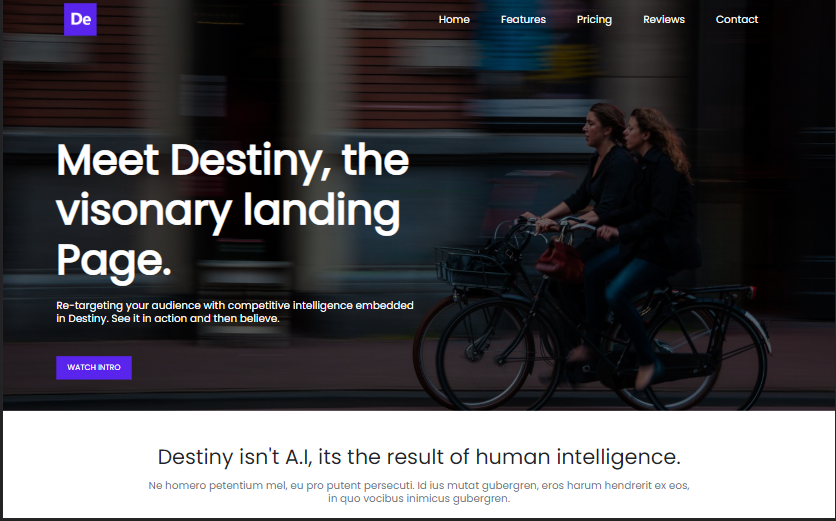 De
Home Features Pricing Reviews Contact
Meet Destiny, the
visonary landing
Page.
Re-targeting your audience with competitive intelligence embedded
in Destiny. See it in action and then believe.
WATCH INTRO
Destiny isn't A.I, its the result of human intelligence.
Ne homero petentium mel, eu pro putent persecuti. Id ius mutat gubergren, eros harum hendrerit ex eos,
in quo vocibus inimicus gubergren.